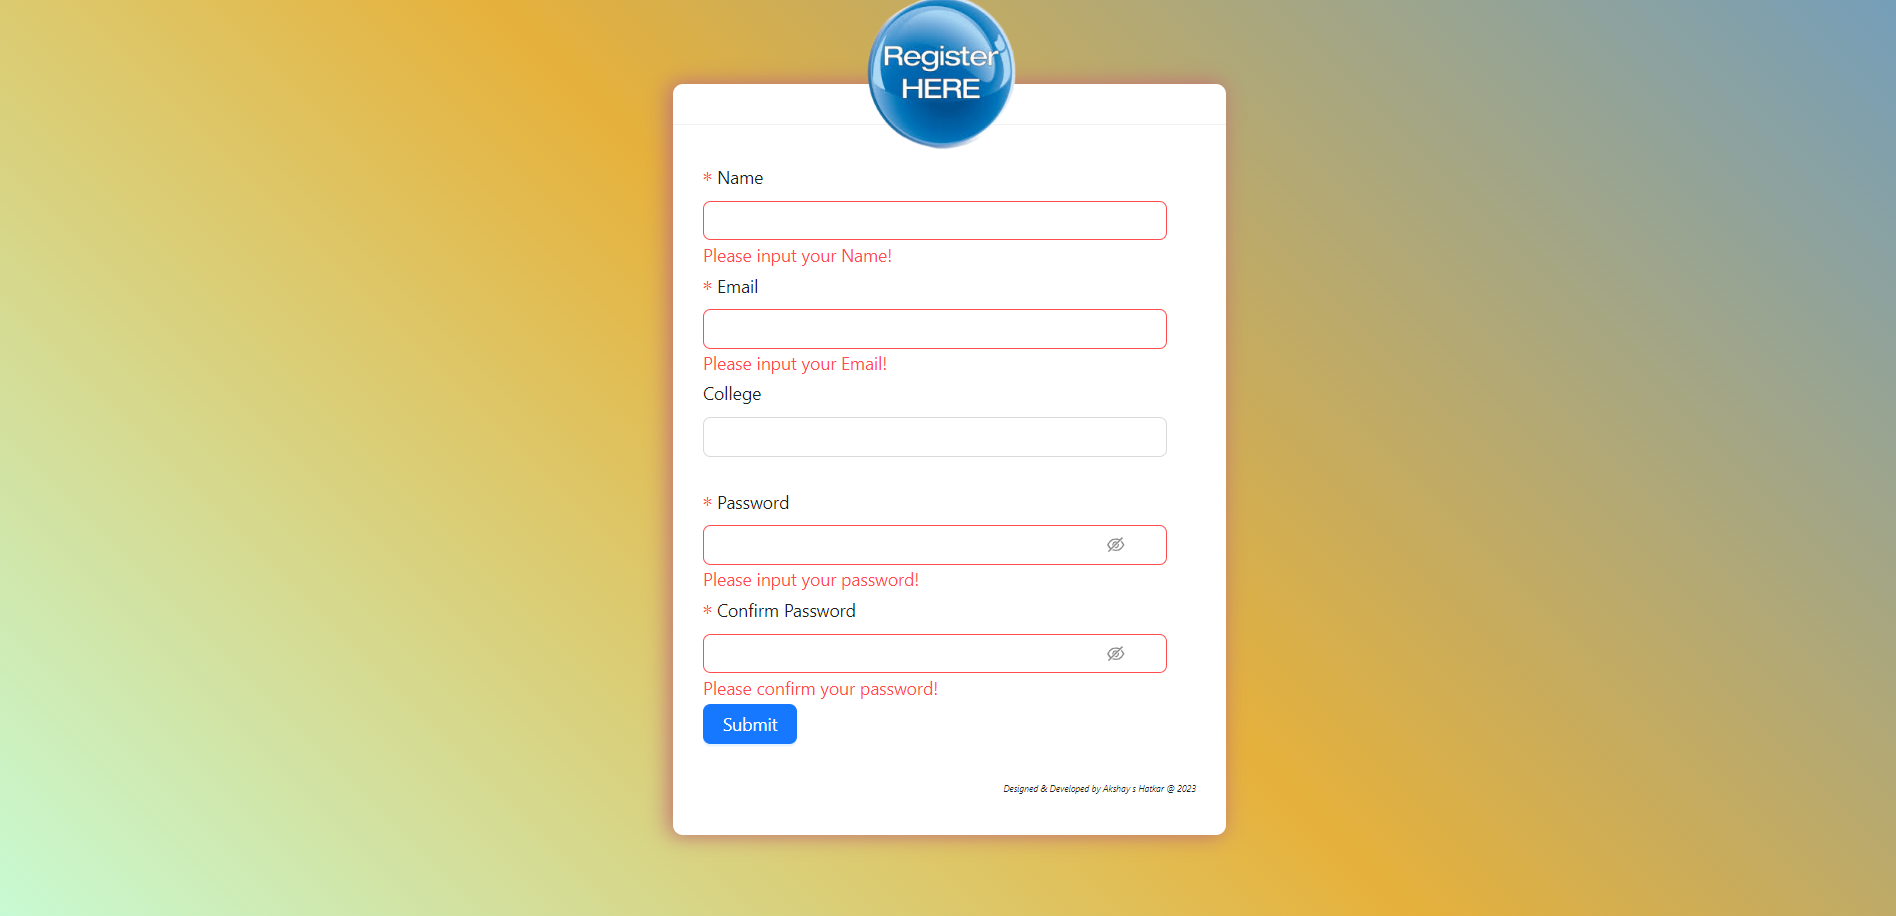 Register
HERE
* Name
Please input your Name!
* Email
Please input your Email!
College
* Password
Please input your password!
* Confirm Password
Please confirm your password!
Submit
Designed & Developed by Akshay s Hatkar @ 2023